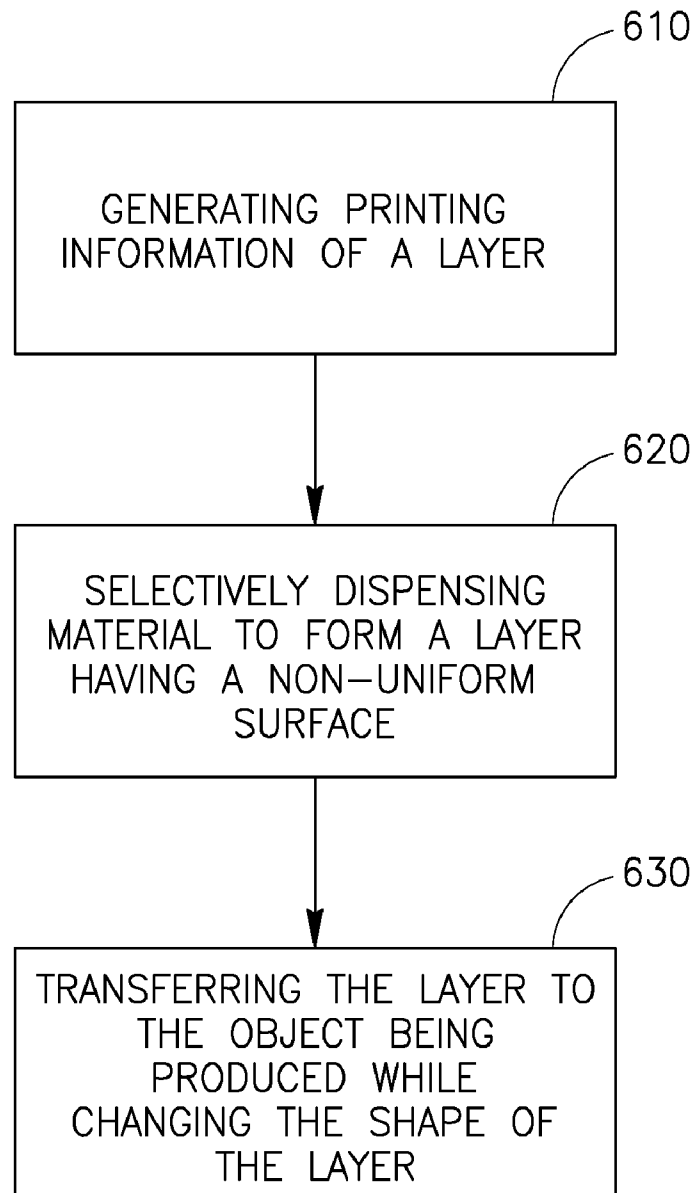 610
GENERATING PRINTING
INFORMATION OF A LAYER
620
SELECTIVELY DISPENSING
MATERIAL TO FORM A LAYER
HAVING A NON-UNIFORM
SURFACE
630
TRANSFERRING THE LAYER TO
THE OBJECT BEING
PRODUCED WHILE
CHANGING THE SHAPE OF
THE LAYER